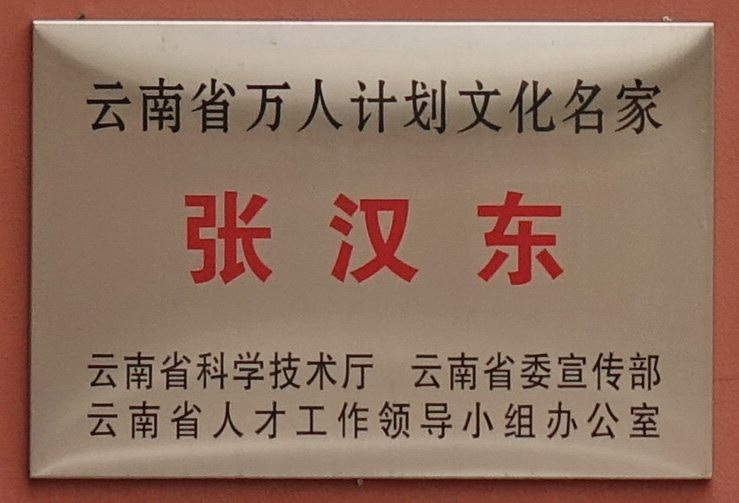 云南省万人计划文化名家
张汉东
云南省科学技术厅 云南省委宣传部
云南省人才工作领导小组办公室